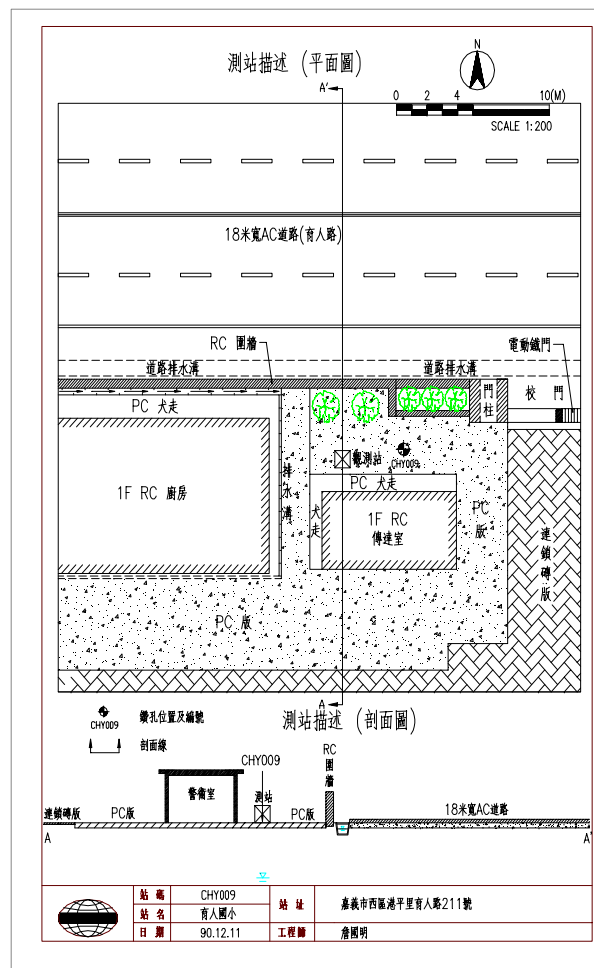 測站描述 (平面圖)
N
A'
0 2 4 10(M)
SCALE 1:200
18米寬AC道路(育人路)
RC 圍牆
電動鐵門
道路排水溝
道路排水溝
門柱
校 門
PC 犬走
觀測站
CHY009
排水溝
PC 犬走
1F RC 廚房
犬走
1F RC
傳達室
PC 版
連鎖磚版
PC 版
A
測站描述 (剖面圖)
CHY009
鑽孔位置及編號
剖面線
RC 圍牆
CHY009
警衛室
測站
18米寬AC道路
連鎖磚版
PC版
PC版
A
A'
站 碼 CHY009
站 址 嘉義市西區港平里育人路211號
站 名 育人國小
日 期 90.12.11
工程師 詹國明